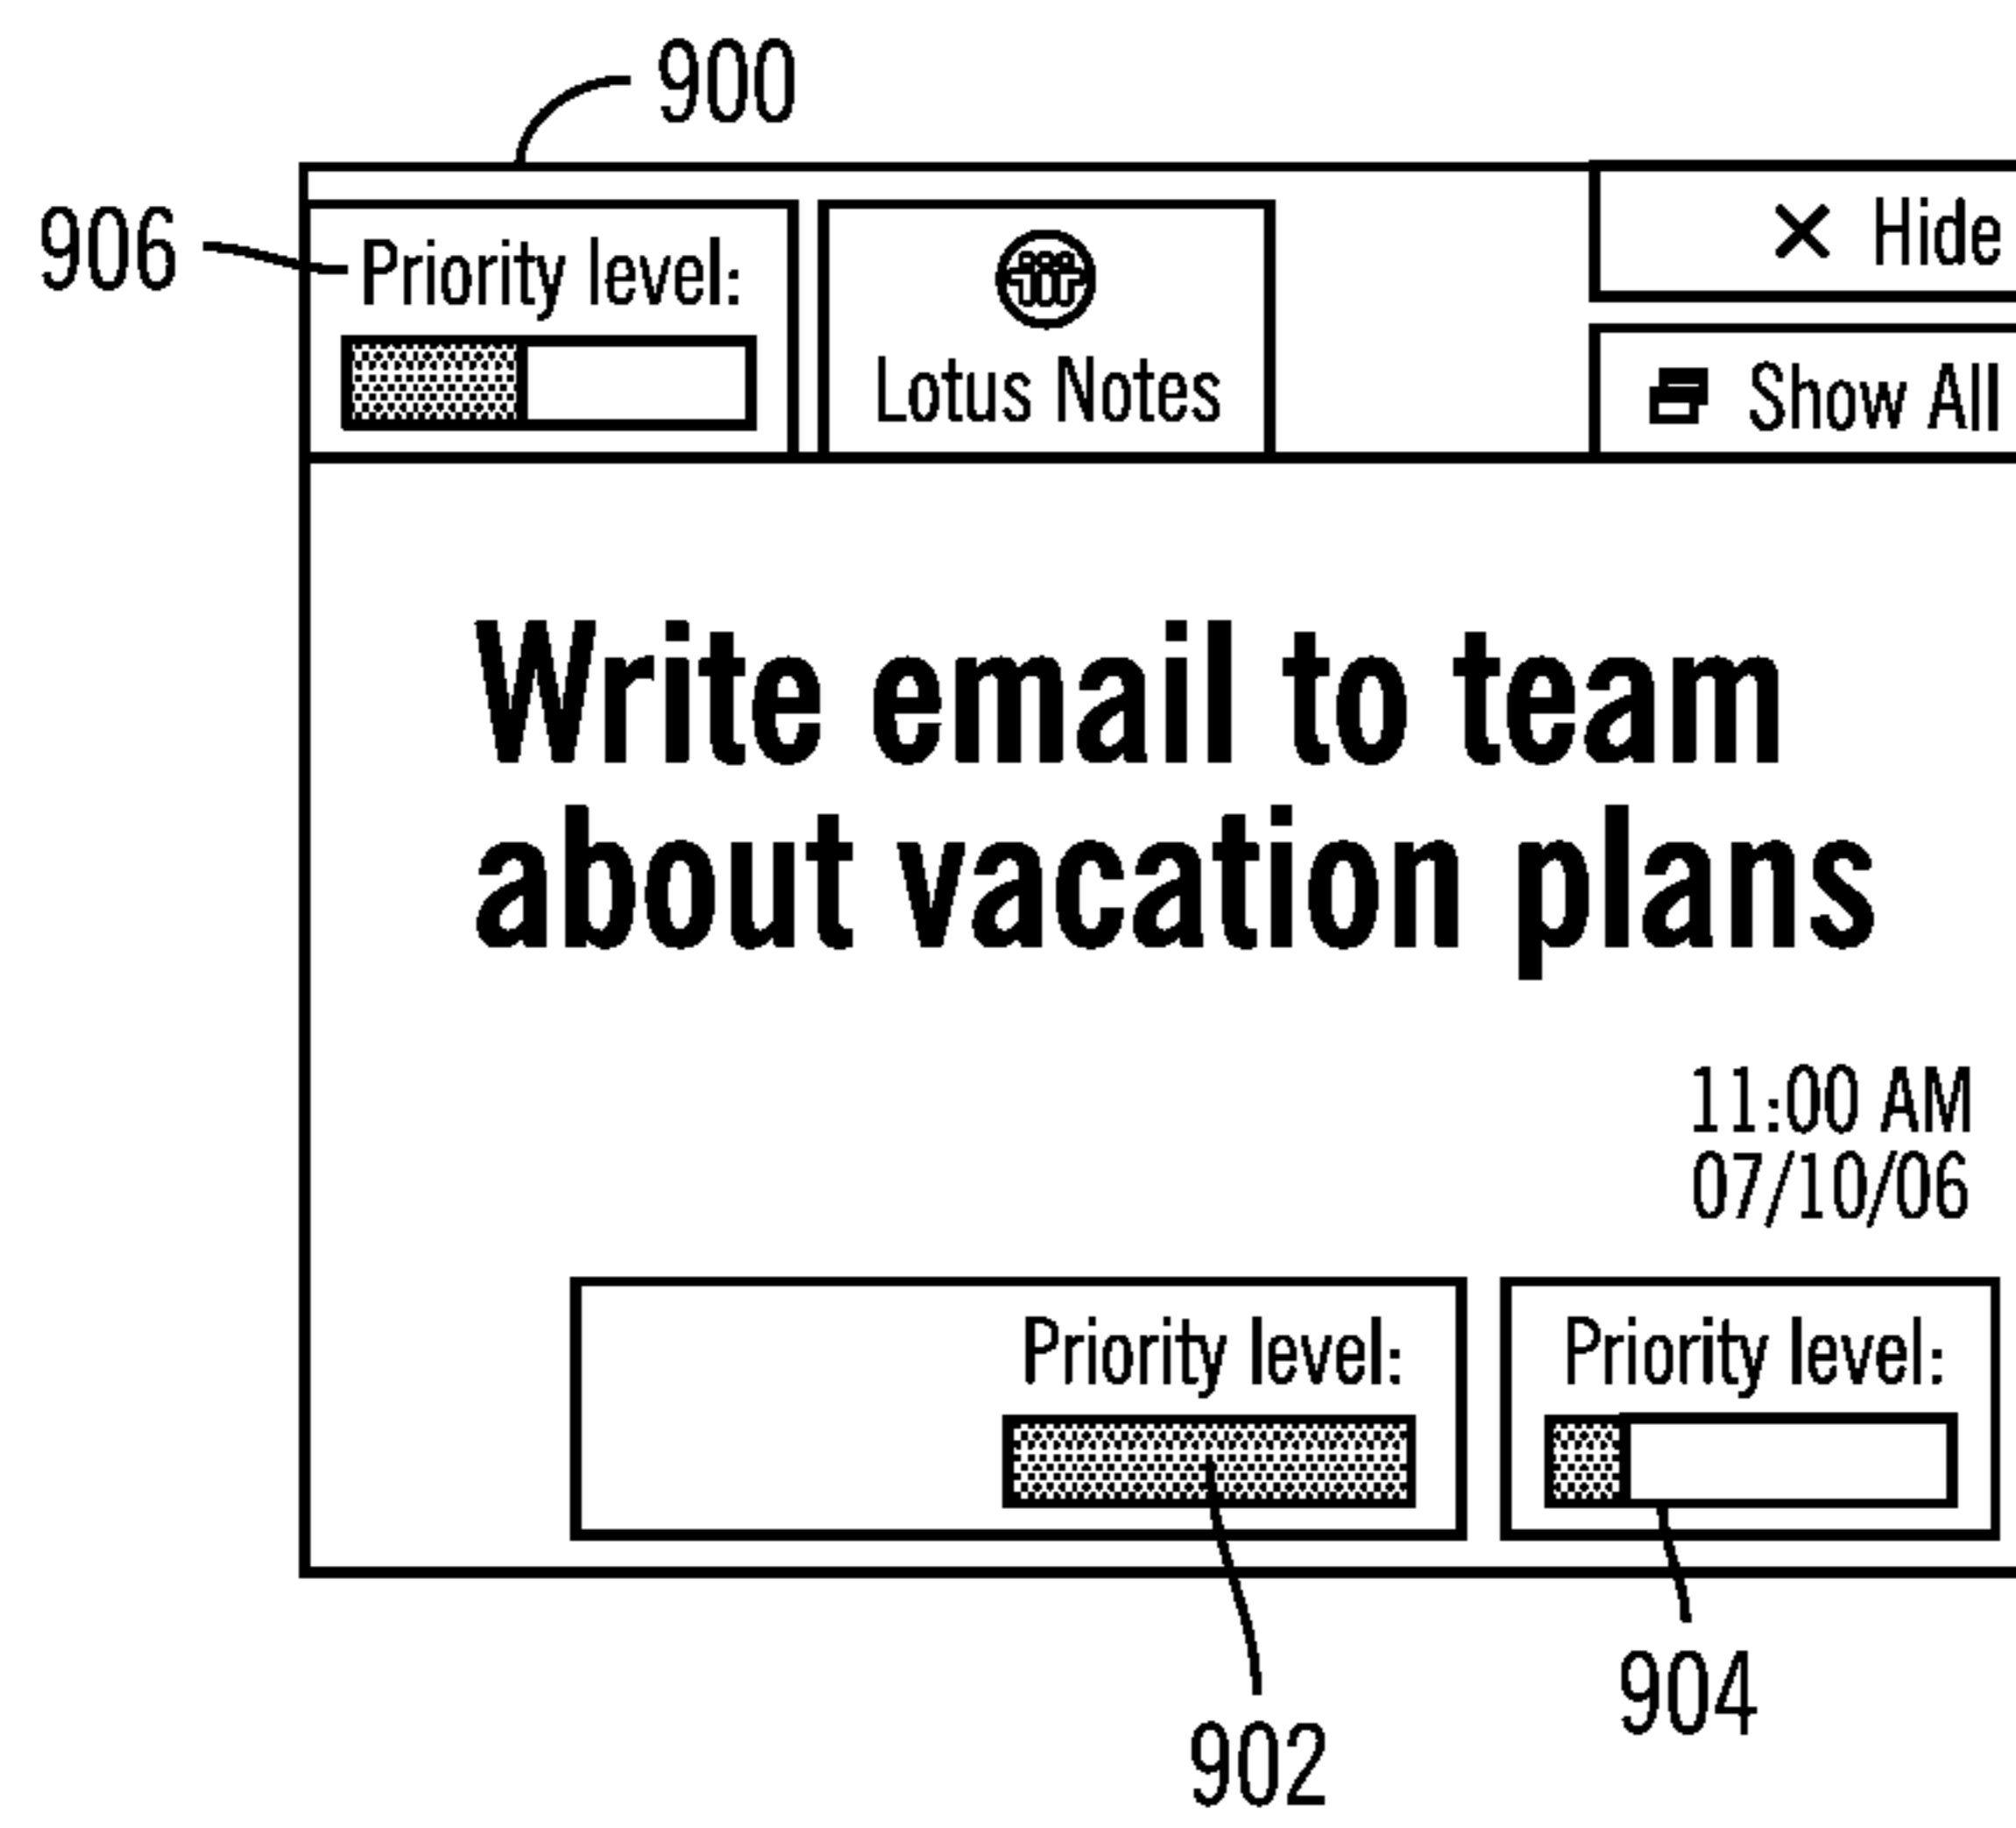 900
906
Priority level:
Lotus Notes
× Hide
Show All
Write email to team
about vacation plans
11:00 AM
07/10/06
Priority level:
Priority level:
904
902